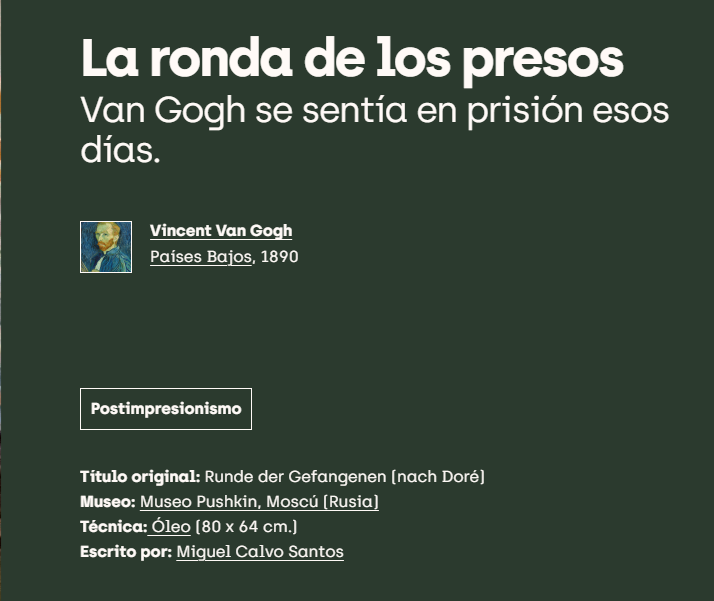 La ronda de los presos
Van Gogh se sentía en prisión esos
días.
Vincent Van Gogh
Países Bajos, 1890
Postimpresionismo
Título original: Runde der Gefangenen (nach Doré)
Museo: Museo Pushkin, Moscú (Rusia)
Técnica: Óleo (80 x 64 cm.)
Escrito por: Miguel Calvo Santos